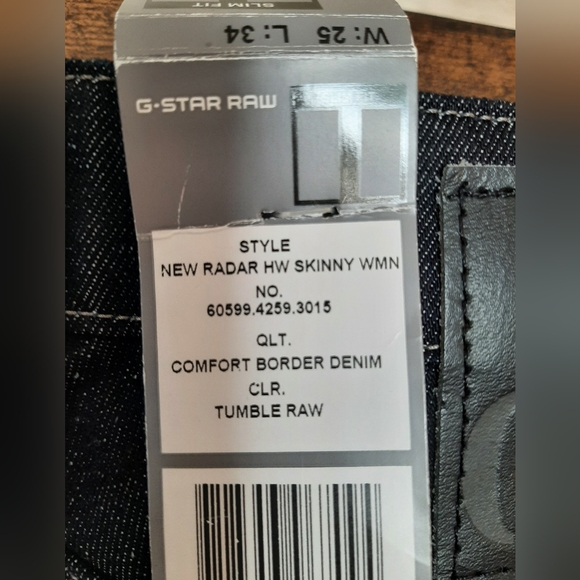 SLIM FIT
W: 25 L: 34
G-STAR RAW
STYLE
NEW RADAR HW SKINNY WMN
NO.
60599.4259.3015
QLT.
COMFORT BORDER DENIM
CLR.
TUMBLE RAW